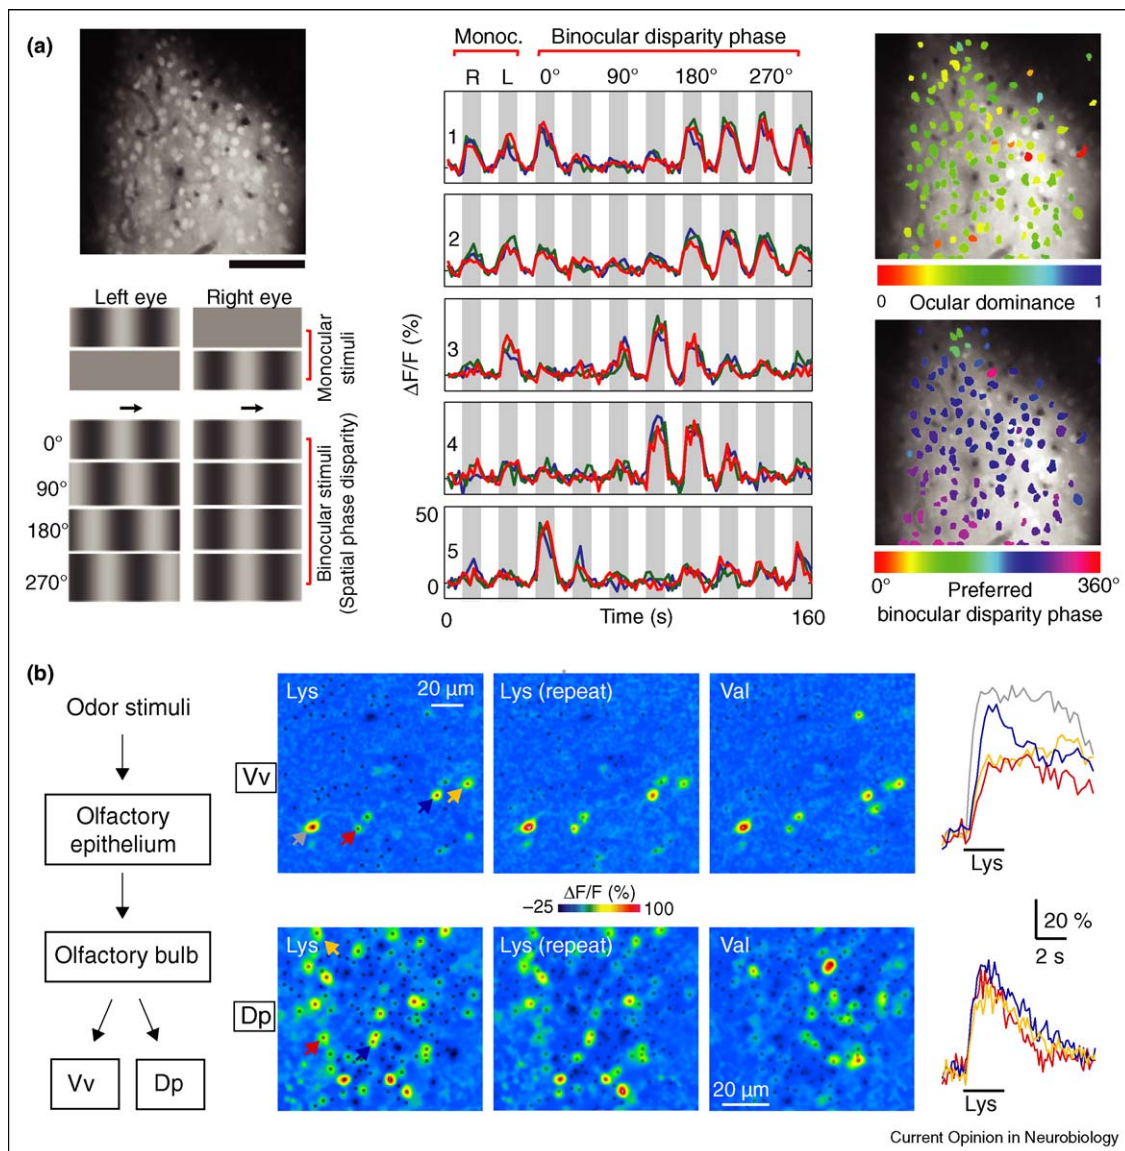 (a)
Left eye
Right eye
Monocular
stimuli
0°
90°
180°
270°
Binocular stimuli
(Spatial phase disparity)
Monoc.
Binocular disparity phase
R
L
0°
90°
180°
270°
1
2
3
4
5
ΔF/F (%)
50
0
0
Time (s)
160
0
Ocular dominance
1
0°
Preferred
360°
binocular disparity phase
(b)
Odor stimuli
Olfactory
epithelium
Olfactory bulb
Vv
Dp
Vv
Lys
20 µm
Lys (repeat)
Val
Lys
ΔF/F (%)
–25
100
Dp
Lys
Lys (repeat)
Val
20 µm
20 %
2 s
Lys
Current Opinion in Neurobiology